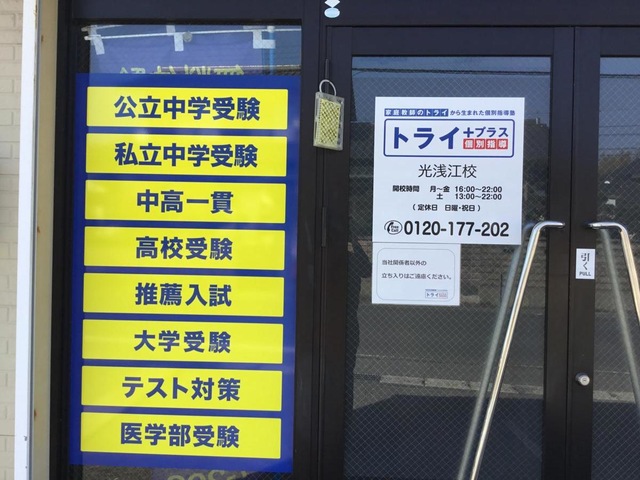 公立中学受験
私立中学受験
中高一貫
高校受験
推薦入試
大学受験
テスト対策
医学部受験
家庭教師のトライから生まれた個別指導塾
トライ+プラス
個別指導
光浅江校
開校時間 月〜金 16:00〜22:00
土 13:00〜22:00
(定休日 日曜・祝日)
0120-177-202
当社関係者以外の
立ち入りはご遠慮ください。
トライ
引く
PULL